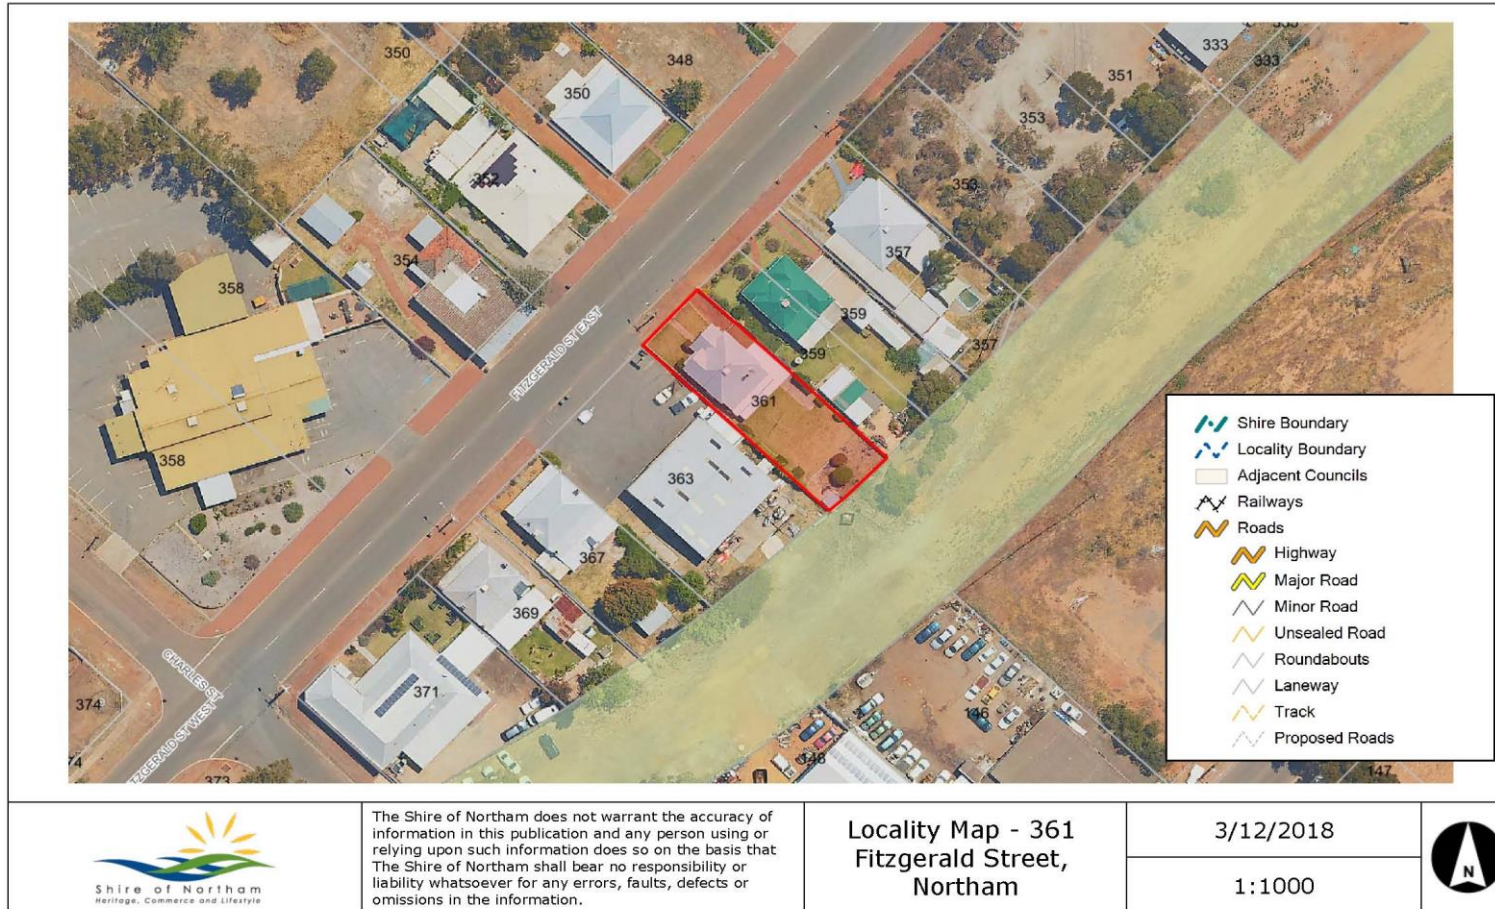 350
348
350
333
333
333
351
353
352
353
354
357
358
359
FITZGERALD ST EAST
357
359
361
358
363
367
369
371
CHARLES ST
374
FITZGERALD ST WEST
373
146
148
147
Shire Boundary
Locality Boundary
Adjacent Councils
Railways
Roads
Highway
Major Road
Minor Road
Unsealed Road
Roundabouts
Laneway
Track
Proposed Roads
Shire of Northam
Heritage, Commerce and Lifestyle
The Shire of Northam does not warrant the accuracy of
information in this publication and any person using or
relying upon such information does so on the basis that
The Shire of Northam shall bear no responsibility or
liability whatsoever for any errors, faults, defects or
omissions in the information.
Locality Map - 361
Fitzgerald Street,
Northam
3/12/2018
1:1000
N